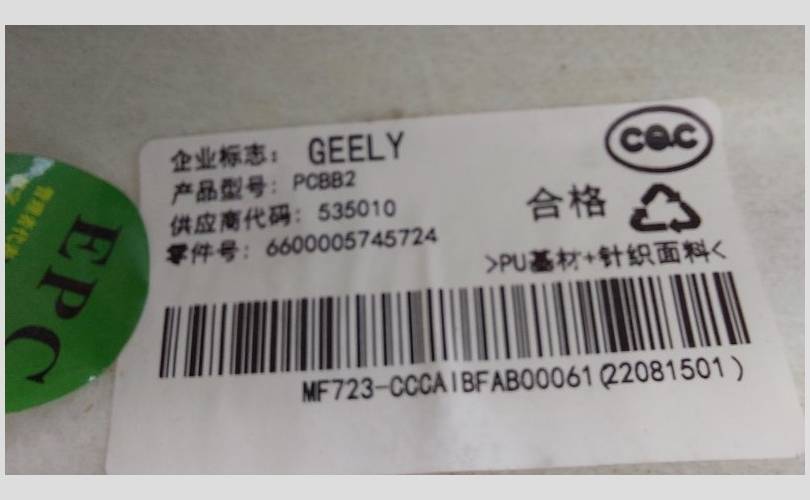 企业标志: GEELY
CQC
产品型号: PCBB2
供应商代码: 535010
合格
零件号: 6600005745724
>PU基材+针织面料<
MF723-CCCAIBFAB00061(22081501)
EPC